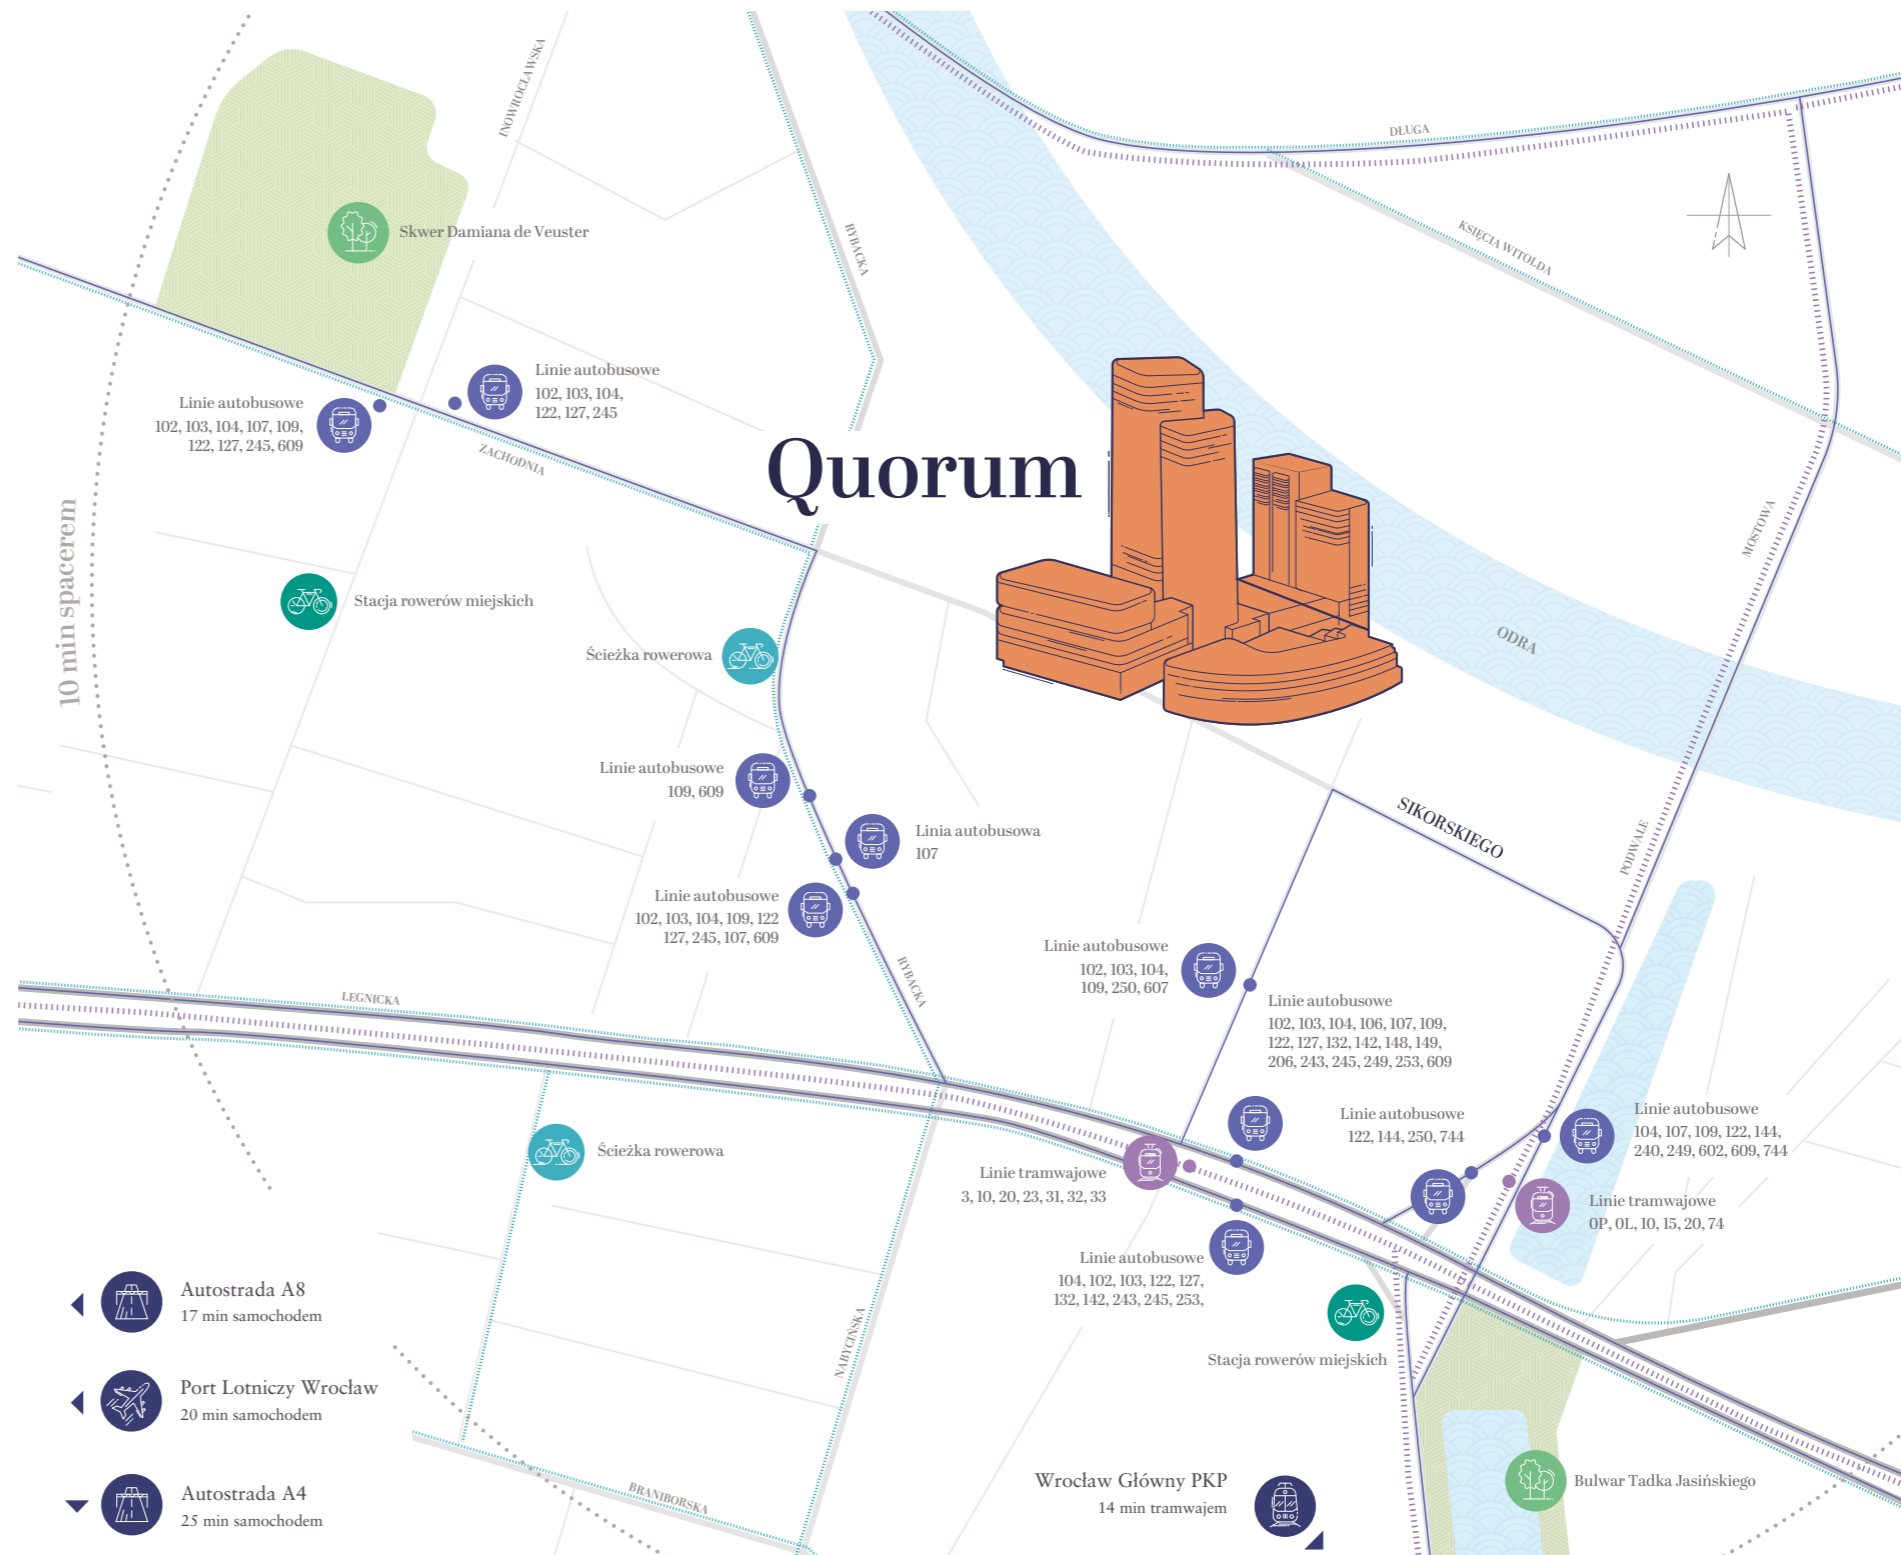 INOWROCŁAWSKA
DŁUGA
RYBACKA
KSIĘCIA WITOLDA
Skwer Damiana de Veuster
Linie autobusowe
102, 103, 104,
122, 127, 245
Linie autobusowe
102, 103, 104, 107, 109,
122, 127, 245, 609
ZACHODNIA
Quorum
10 min spacerem
MOSTOWA
Stacja rowerów miejskich
ODRA
Ścieżka rowerowa
Linie autobusowe
109, 609
Linia autobusowa
107
SIKORSKIEGO
PODWALE
Linie autobusowe
102, 103, 104, 109, 122
127, 245, 107, 609
RYBACKA
Linie autobusowe
102, 103, 104,
109, 250, 607
LEGNICKA
Linie autobusowe
102, 103, 104, 106, 107, 109,
122, 127, 132, 142, 148, 149,
206, 243, 245, 249, 253, 609
Linie autobusowe
122, 144, 250, 744
Linie autobusowe
104, 107, 109, 122, 144,
240, 249, 602, 609, 744
Ścieżka rowerowa
Linie tramwajowe
3, 10, 20, 23, 31, 32, 33
Linie tramwajowe
0P, 0L, 10, 15, 20, 74
Linie autobusowe
104, 102, 103, 122, 127,
132, 142, 243, 245, 253,
NABYCIŃSKA
Stacja rowerów miejskich
Autostrada A8
17 min samochodem
Port Lotniczy Wrocław
20 min samochodem
Autostrada A4
25 min samochodem
BRANIBORSKA
Wrocław Główny PKP
14 min tramwajem
Bulwar Tadka Jasińskiego